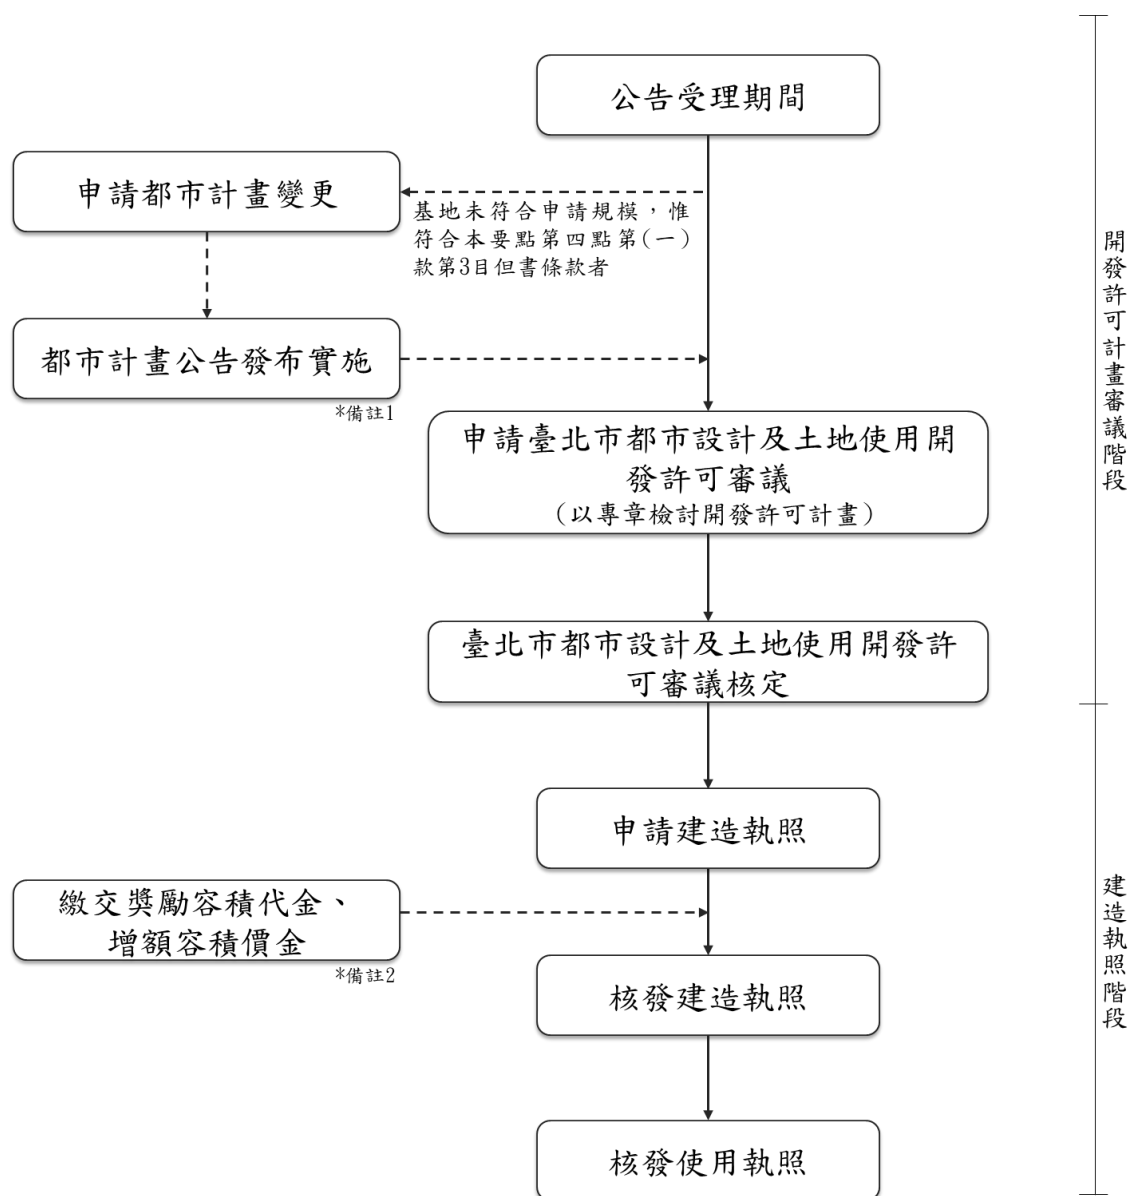 公告受理期間
申請都市計畫變更
基地未符合申請規模，惟
符合本要點第四點第(一)
款第3目但書條款者
都市計畫公告發布實施
*備註1
申請臺北市都市設計及土地使用開
發許可審議
(以專章檢討開發許可計畫)
臺北市都市設計及土地使用開發許
可審議核定
開發許可計畫審議階段
申請建造執照
繳交獎勵容積代金、
增額容積價金
*備註2
核發建造執照
核發使用執照
建造執照階段